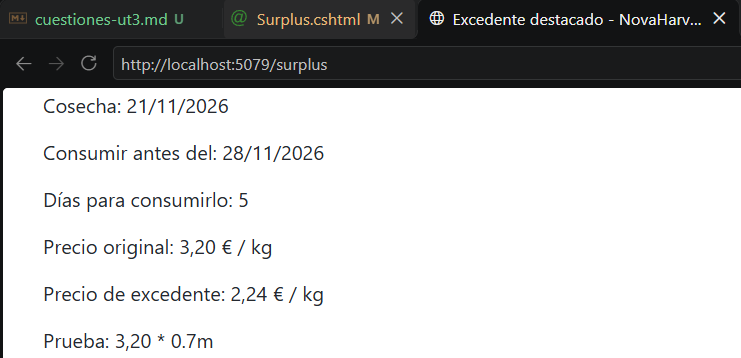 cuestiones-ut3.md U
Surplus.cshtml M
Excedente destacado - NovaHarv...
http://localhost:5079/surplus
Cosecha: 21/11/2026
Consumir antes del: 28/11/2026
Días para consumirlo: 5
Precio original: 3,20 € / kg
Precio de excedente: 2,24 € / kg
Prueba: 3,20 * 0.7m